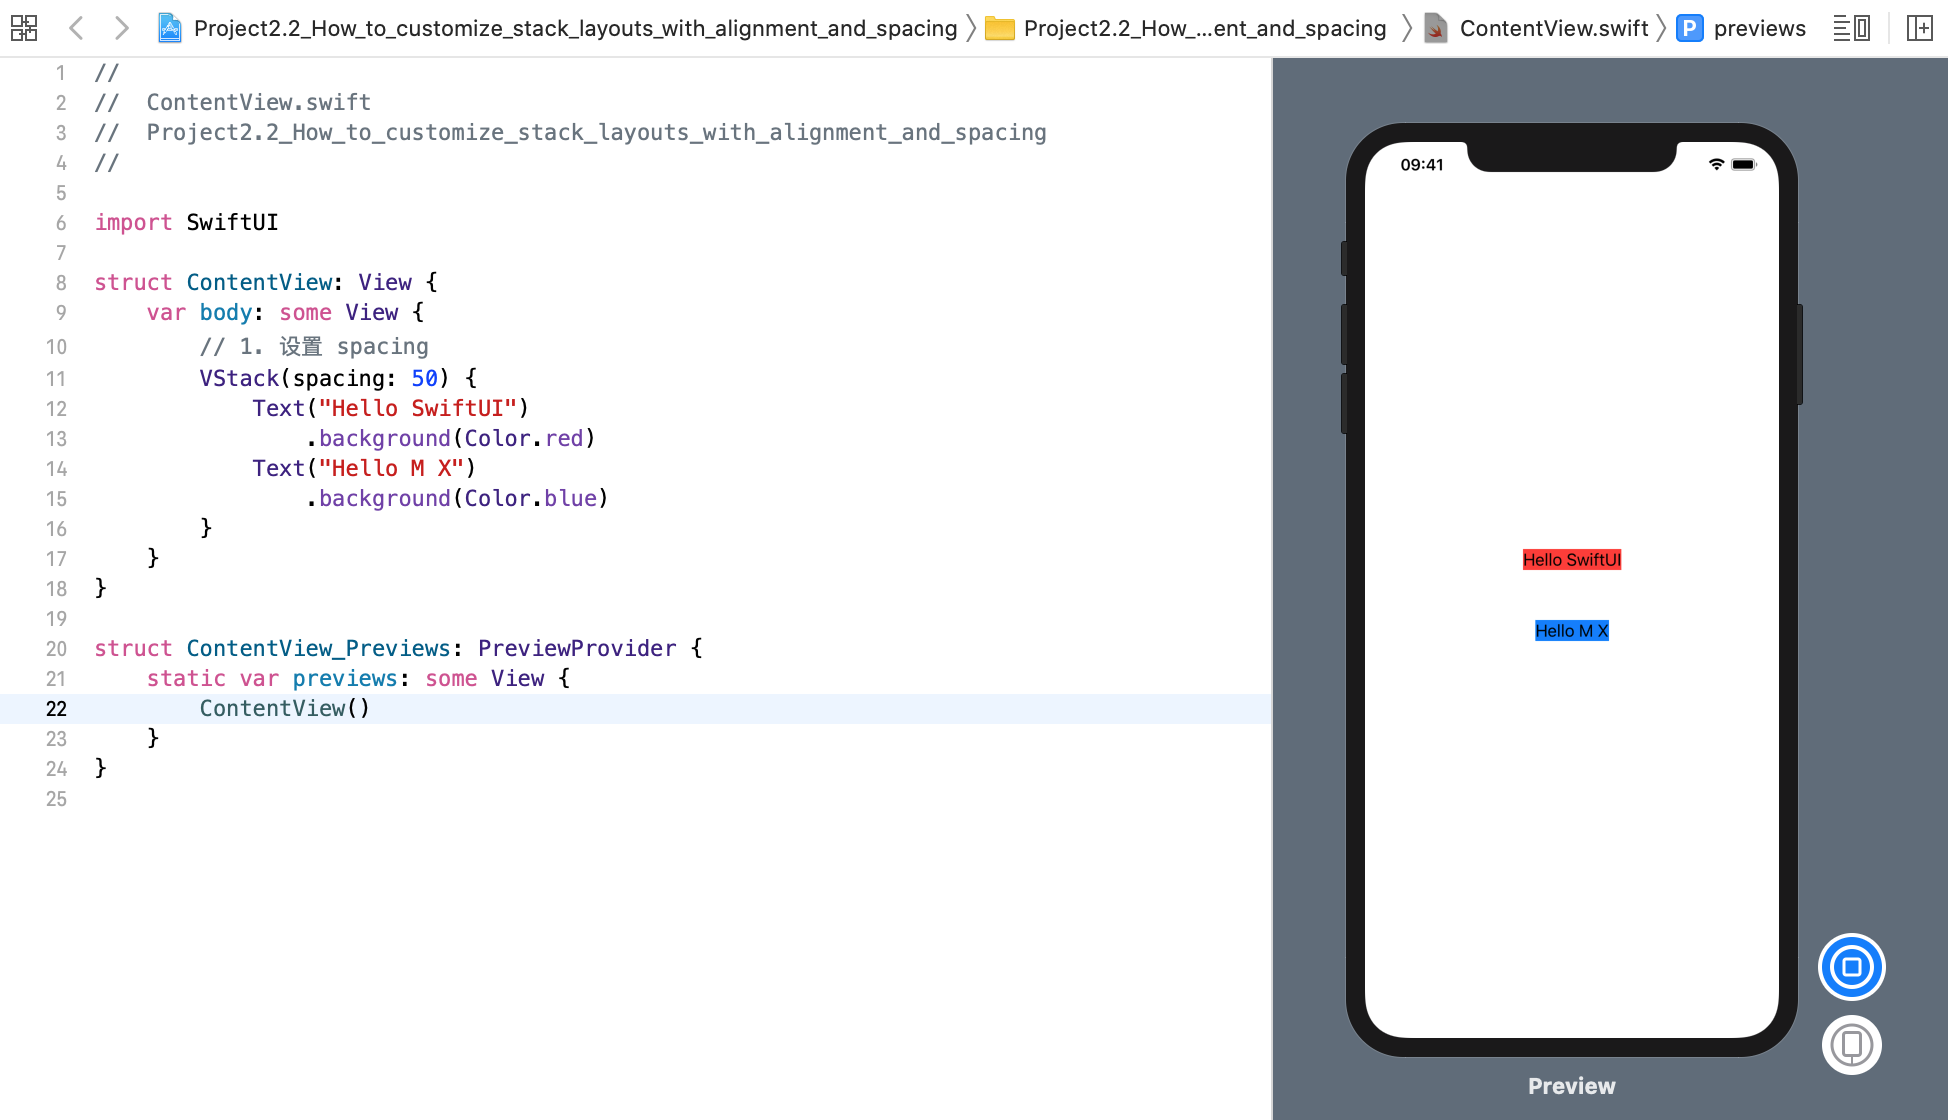 Project2.2_How_to_customize_stack_layouts_with_alignment_and_spacing 〉 Project2.2_How_...ent_and_spacing 〉 ContentView.swift 〉 P previews
1 //
2 //  ContentView.swift
3 //  Project2.2_How_to_customize_stack_layouts_with_alignment_and_spacing
4 //
5
6 import SwiftUI
7
8 struct ContentView: View {
9     var body: some View {
10         // 1. 设置 spacing
11         VStack(spacing: 50) {
12             Text("Hello SwiftUI")
13                 .background(Color.red)
14             Text("Hello M X")
15                 .background(Color.blue)
16         }
17     }
18 }
19
20 struct ContentView_Previews: PreviewProvider {
21     static var previews: some View {
22         ContentView()
23     }
24 }
25
09:41
Hello SwiftUI
Hello M X
Preview